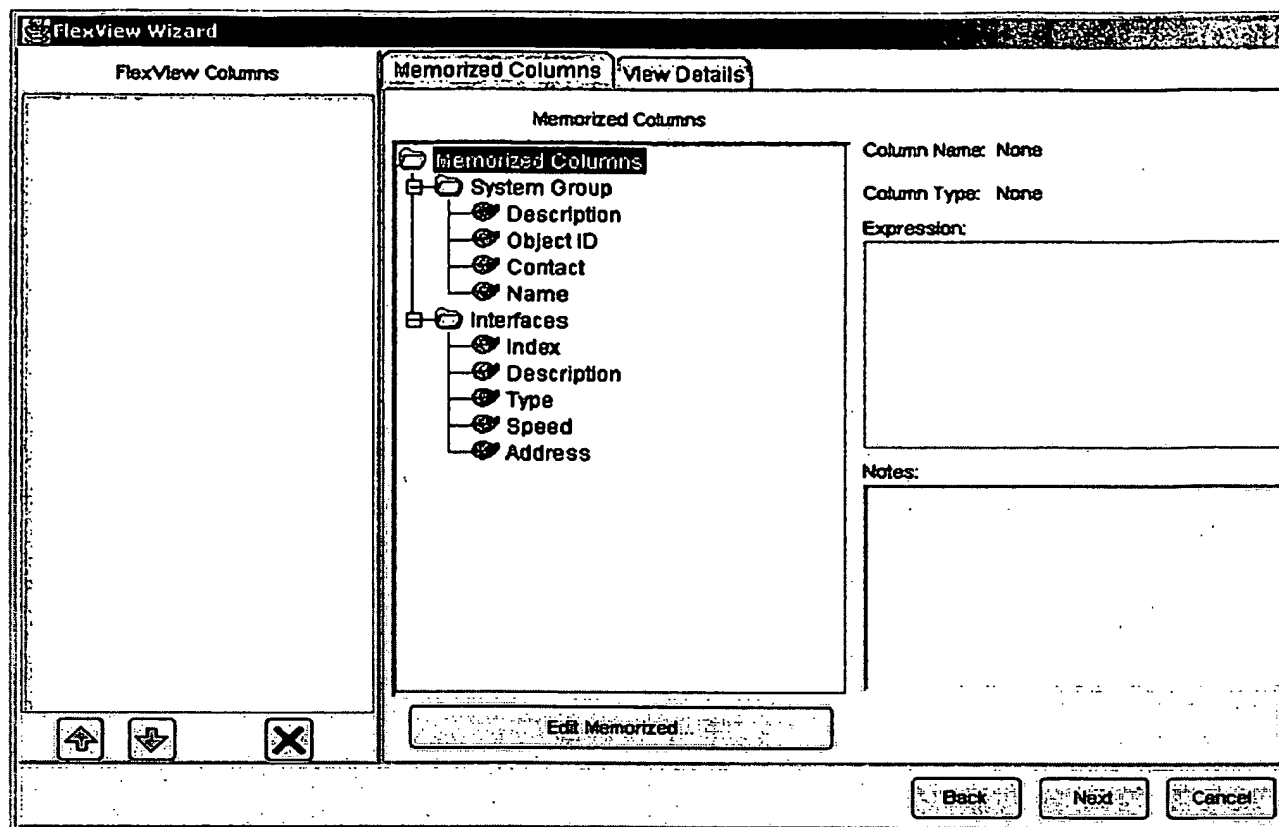 FlexView Wizard
FlexView Columns
Memorized Columns
View Details
Memorized Columns
Memorized Columns
System Group
Description
Object ID
Contact
Name
Interfaces
Index
Description
Type
Speed
Address
Edit Memorized...
Column Name: None
Column Type: None
Expression:
Notes:
Back
Next
Cancel